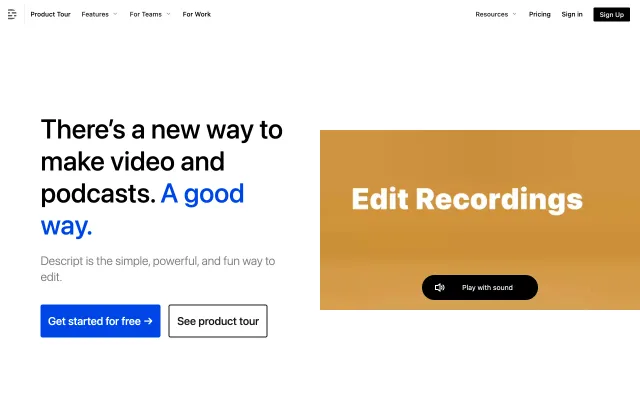 Product Tour Features For Teams For Work Resources Pricing Sign in Sign Up
There's a new way to
make video and
podcasts. A good
way.
Descript is the simple, powerful, and fun way to
edit.
Get started for free → See product tour
Edit Recordings
Play with sound